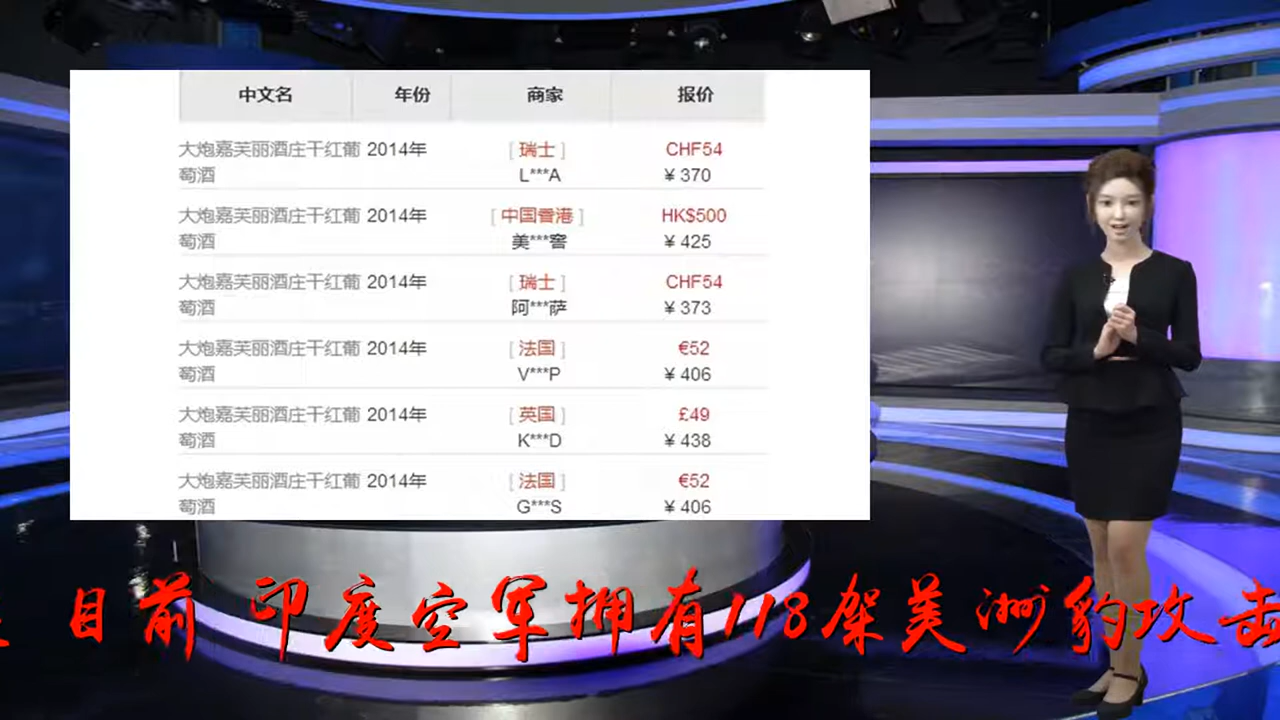 中文名 年份 商家 报价
大炮嘉芙丽酒庄干红葡 2014年 [瑞士] CHF54
萄酒 L***A ￥370
大炮嘉芙丽酒庄干红葡 2014年 [中国香港] HK$500
萄酒 美***窖 ￥425
大炮嘉芙丽酒庄干红葡 2014年 [瑞士] CHF54
萄酒 阿***萨 ￥373
大炮嘉芙丽酒庄干红葡 2014年 [法国] €52
萄酒 V***P ￥406
大炮嘉芙丽酒庄干红葡 2014年 [英国] £49
萄酒 K***D ￥438
大炮嘉芙丽酒庄干红葡 2014年 [法国] €52
萄酒 G***S ￥406
目前 印度空军拥有118架美洲豹攻击